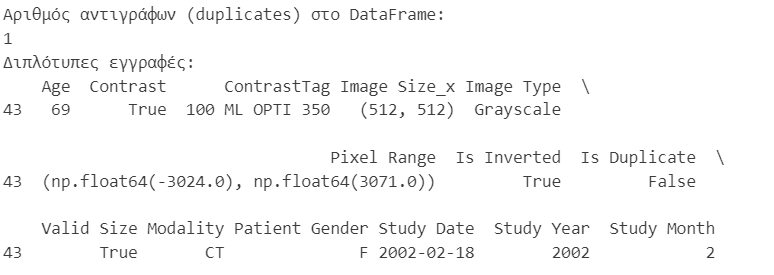 Αριθμός αντιγράφων (duplicates) στο DataFrame:
1
Διπλότυπες εγγραφές:
    Age  Contrast      ContrastTag Image Size_x Image Type  \
43   69      True  100 ML OPTI 350   (512, 512)  Grayscale
                                 Pixel Range  Is Inverted  Is Duplicate  \
43  (np.float64(-3024.0), np.float64(3071.0))         True         False
    Valid Size Modality Patient Gender Study Date  Study Year  Study Month
43        True       CT              F 2002-02-18        2002            2